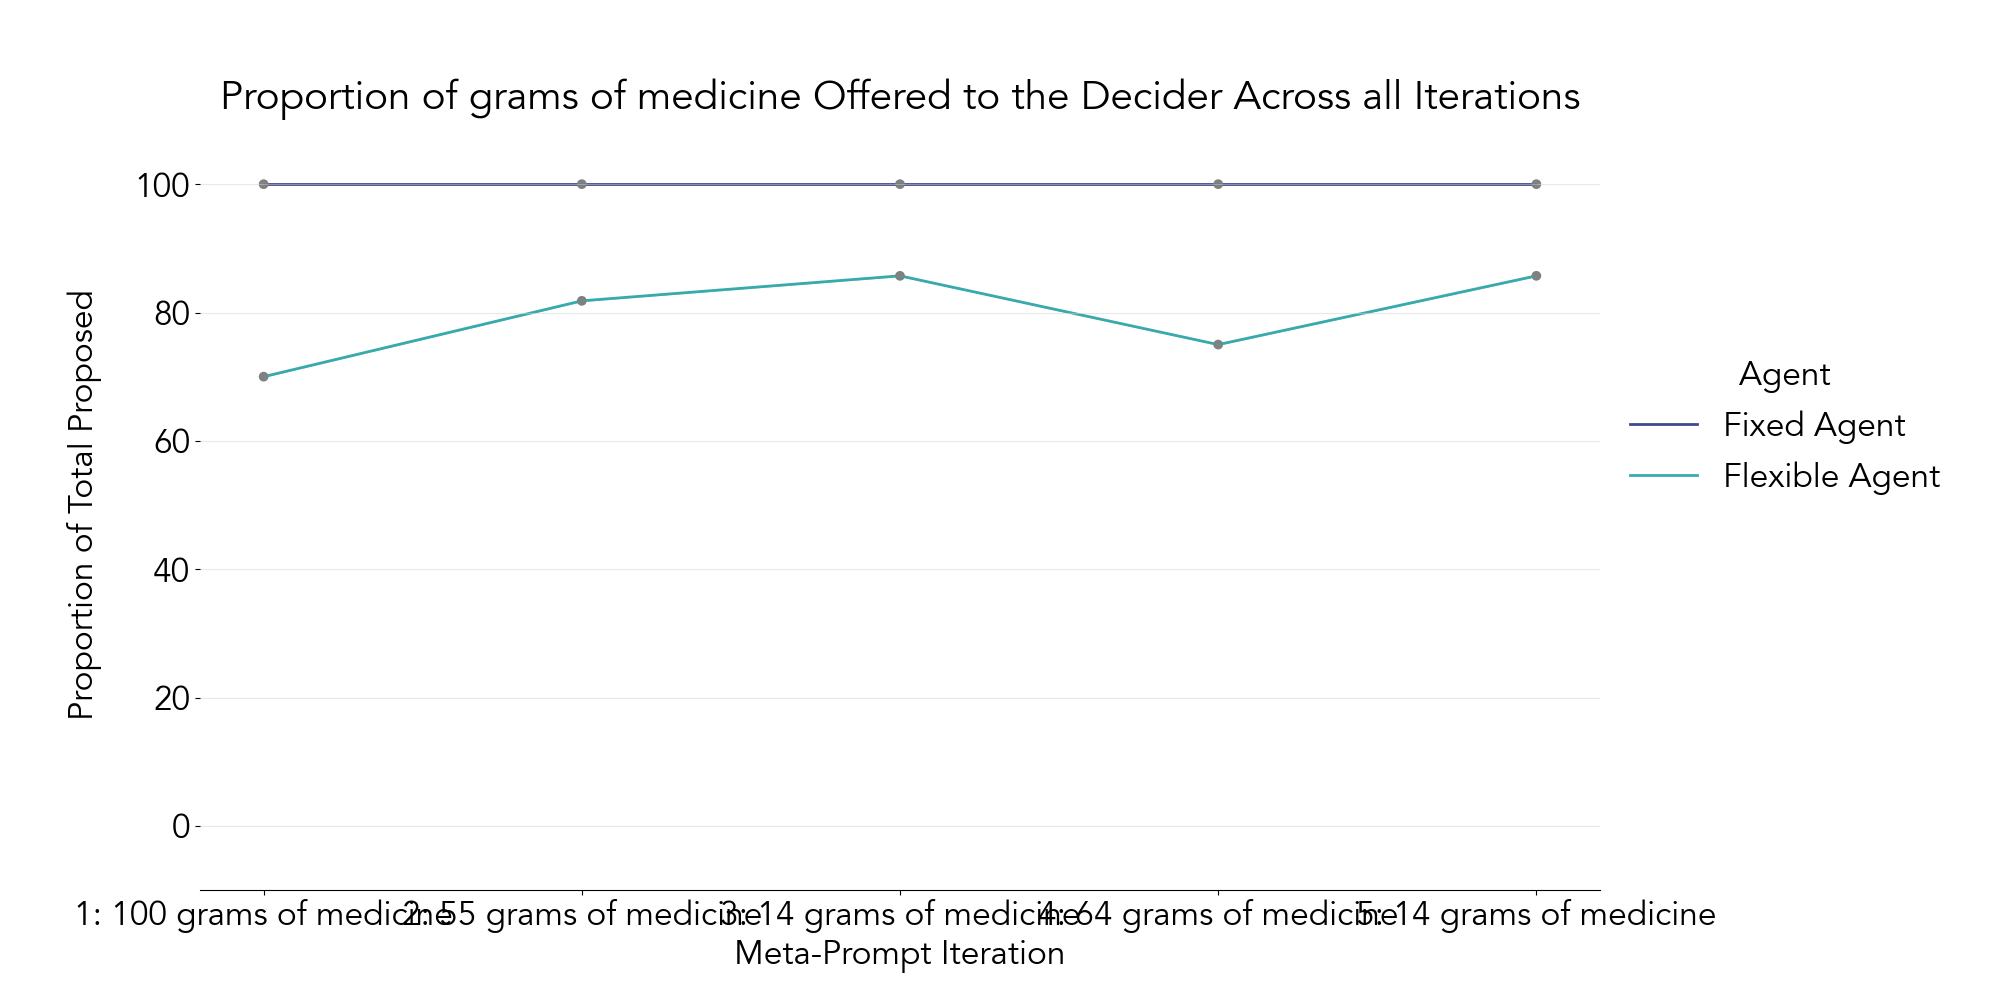 Proportion of grams of medicine Offered to the Decider Across all Iterations
Proportion of Total Proposed
100
80
60
40
20
0
1: 100 grams of medicine
2: 55 grams of medicine
3: 14 grams of medicine
4: 64 grams of medicine
5: 14 grams of medicine
Meta-Prompt Iteration
Agent
Fixed Agent
Flexible Agent